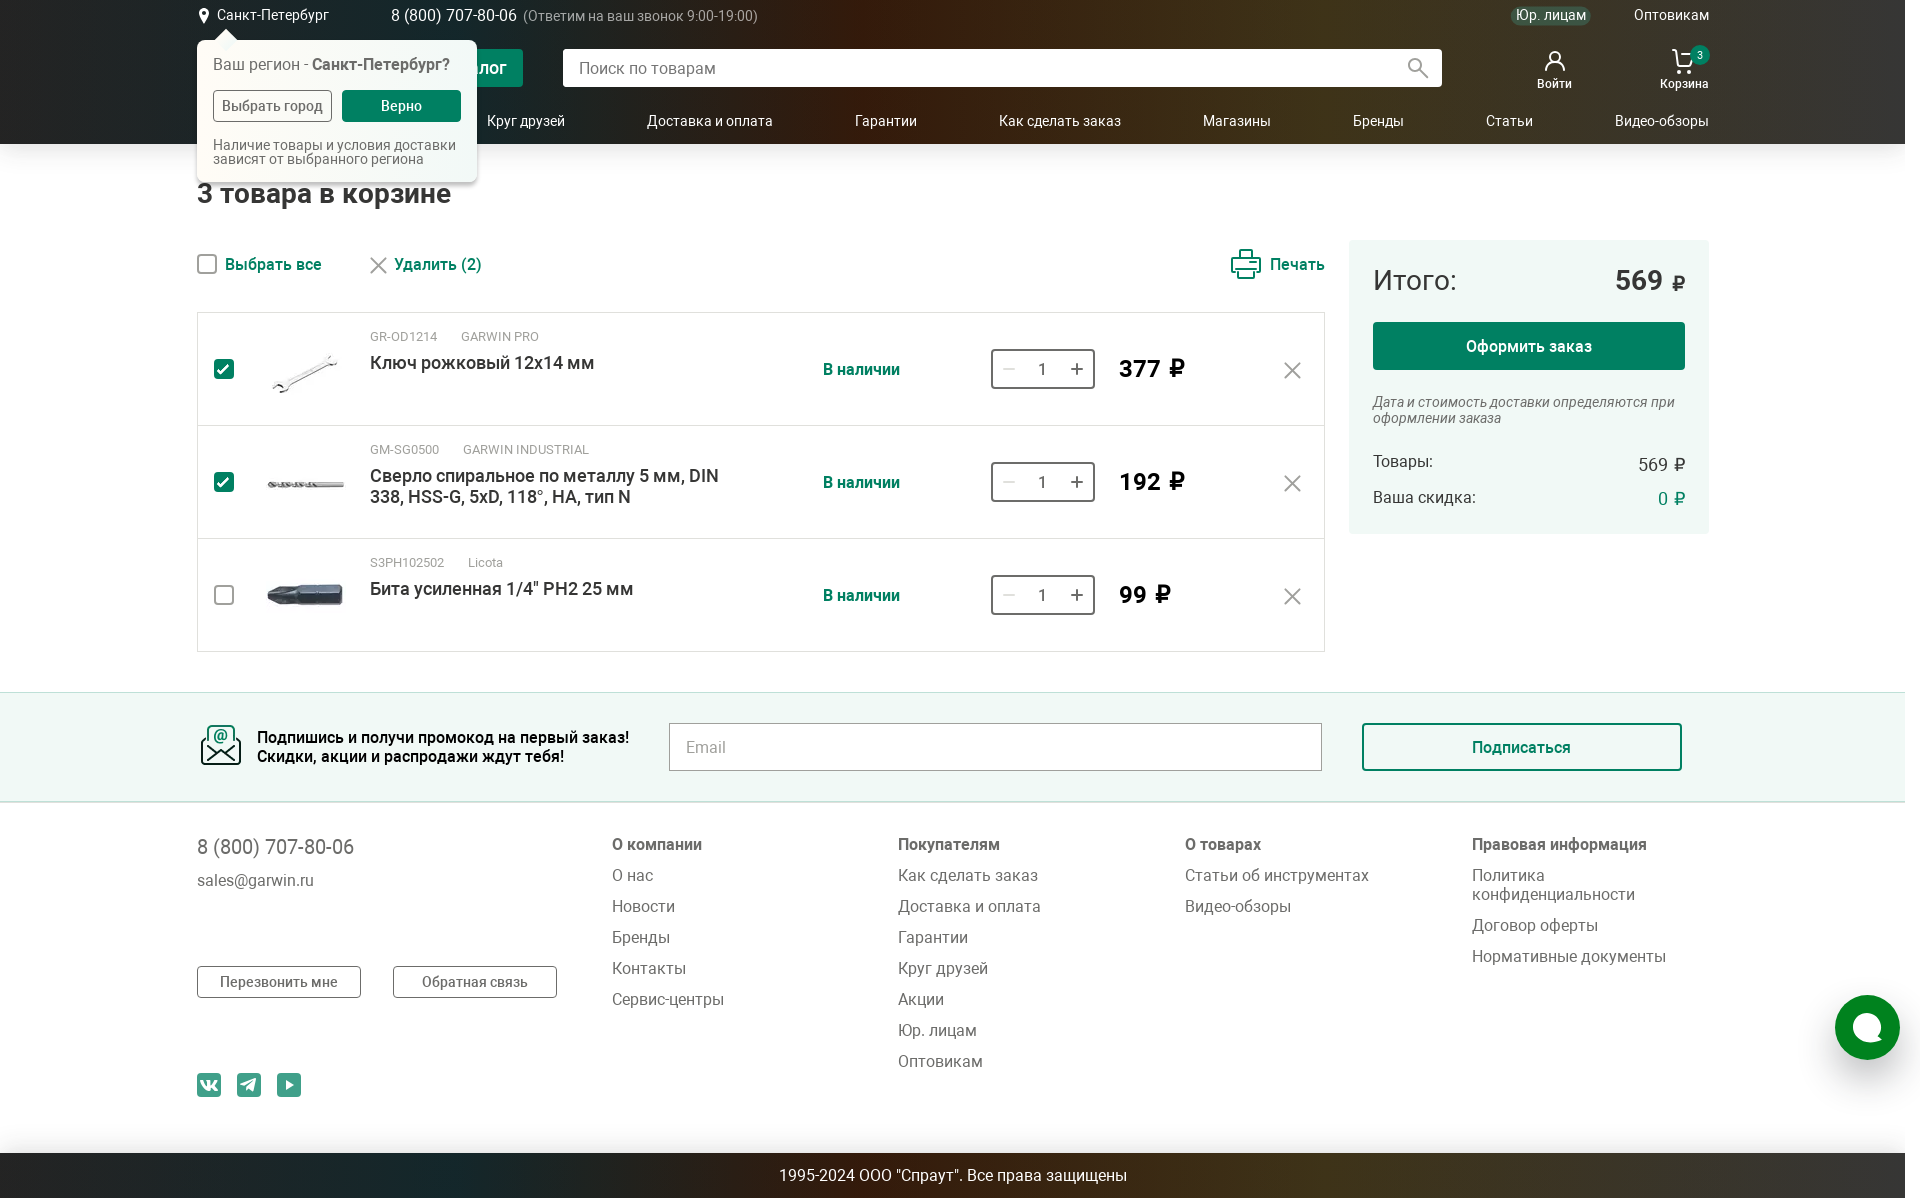 Санкт-Петербург
8 (800) 707-80-06 (Ответим на ваш звонок 9:00-19:00)
Юр. лицам
Оптовикам
Ваш регион - Санкт-Петербург?
Выбрать город
Верно
Наличие товары и условия доставки
зависят от выбранного региона
Поиск по товарам
Войти
3
Корзина
Круг друзей
Доставка и оплата
Гарантии
Как сделать заказ
Магазины
Бренды
Статьи
Видео-обзоры
3 товара в корзине
Выбрать все
Удалить (2)
Печать
GR-OD1214 GARWIN PRO
Ключ рожковый 12х14 мм
В наличии
1
377 ₽
GM-SG0500 GARWIN INDUSTRIAL
Сверло спиральное по металлу 5 мм, DIN
338, HSS-G, 5xD, 118°, HA, тип N
В наличии
1
192 ₽
S3PH102502 Licota
Бита усиленная 1/4" PH2 25 мм
В наличии
1
99 ₽
Итого: 569 ₽
Оформить заказ
Дата и стоимость доставки определяются при
оформлении заказа
Товары: 569 ₽
Ваша скидка: 0 ₽
Подпишись и получи промокод на первый заказ!
Скидки, акции и распродажи ждут тебя!
Email
Подписаться
8 (800) 707-80-06
sales@garwin.ru
Перезвонить мне
Обратная связь
О компании
О нас
Новости
Бренды
Контакты
Сервис-центры
Покупателям
Как сделать заказ
Доставка и оплата
Гарантии
Круг друзей
Акции
Юр. лицам
Оптовикам
О товарах
Статьи об инструментах
Видео-обзоры
Правовая информация
Политика
конфиденциальности
Договор оферты
Нормативные документы
1995-2024 ООО "Спраут". Все права защищены